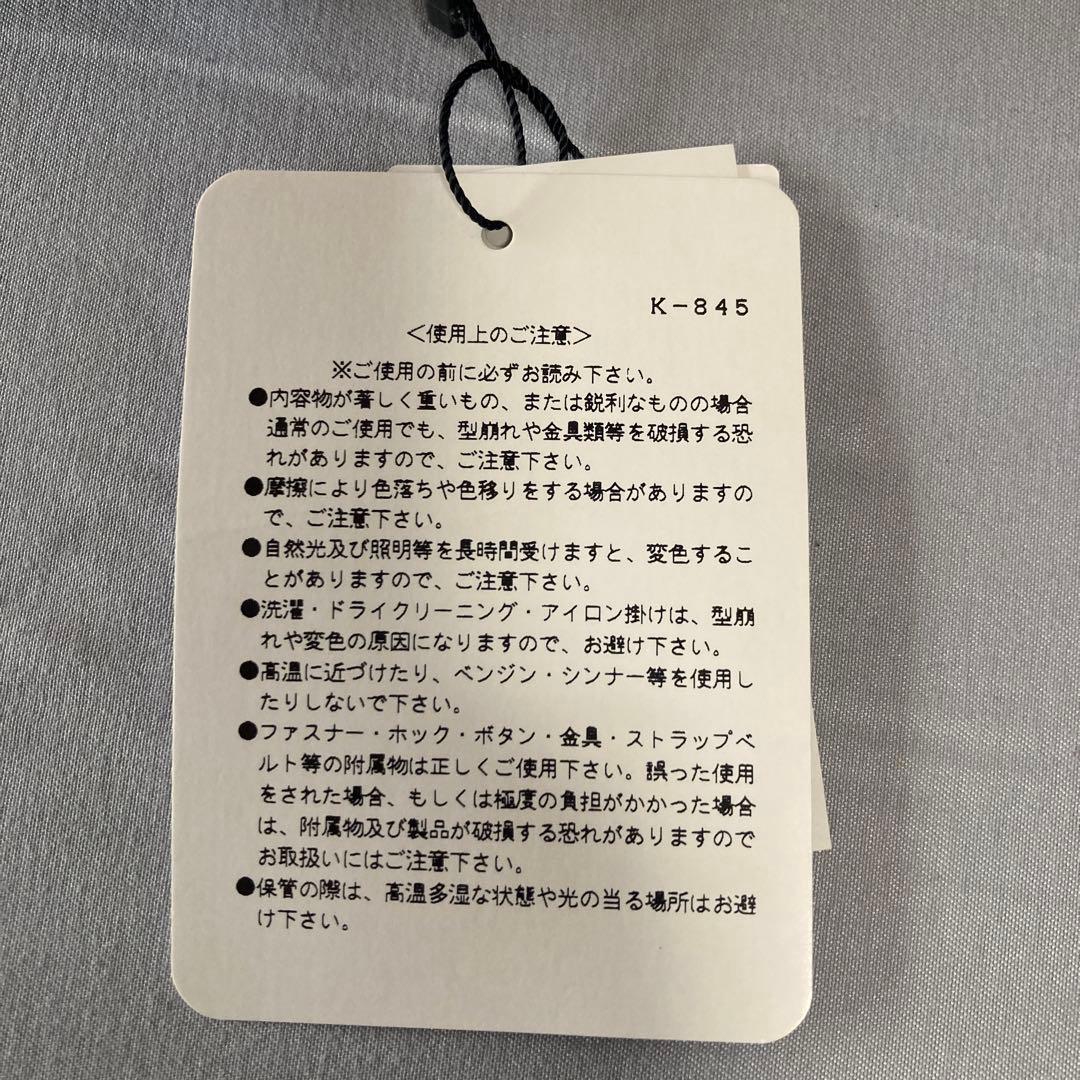 K-845
＜使用上のご注意＞
※ご使用の前に必ずお読み下さい。
●内容物が著しく重いもの、または鋭利なものの場合
通常のご使用でも、型崩れや金具類等を破損する恐
れがありますので、ご注意下さい。
●摩擦により色落ちや色移りをする場合がありますの
で、ご注意下さい。
●自然光及び照明等を長時間受けますと、変色するこ
とがありますので、ご注意下さい。
●洗濯・ドライクリーニング・アイロン掛けは、型崩
れや変色の原因になりますので、お避け下さい。
●高温に近づけたり、ベンジン・シンナー等を使用し
たりしないで下さい。
●ファスナー・ホック・ボタン・金具・ストラップベ
ルト等の附属物は正しくご使用下さい。誤った使用
をされた場合、もしくは極度の負担がかかった場合
は、附属物及び製品が破損する恐れがありますので
お取扱いにはご注意下さい。
●保管の際は、高温多湿な状態や光の当る場所はお避
け下さい。